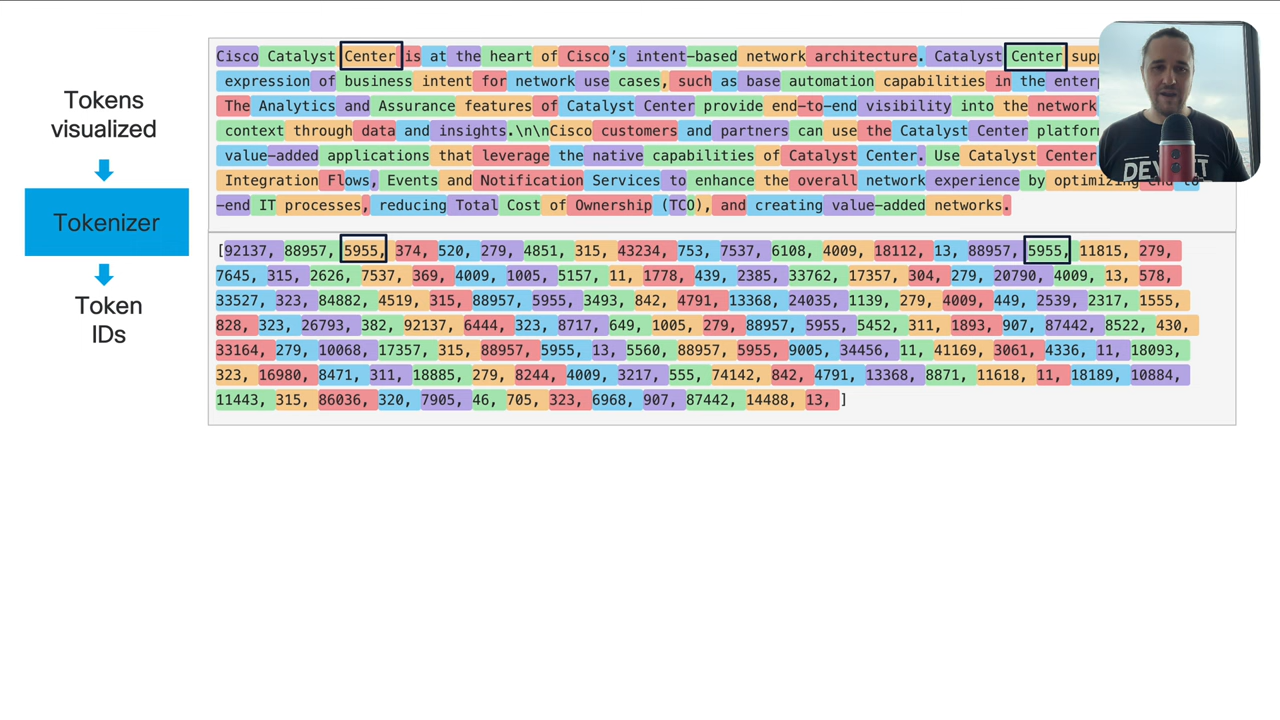 Tokens
visualized
Tokenizer
Token
IDs
Cisco Catalyst Center is at the heart of Cisco’s intent-based network architecture. Catalyst Center
expression of business intent for network use cases, such as base automation capabilities in the
The Analytics and Assurance features of Catalyst Center provide end-to-end visibility into the network
context through data and insights.\n\nCisco customers and partners can use the Catalyst Center
value-added applications that leverage the native capabilities of Catalyst Center. Use Catalyst Center
Integration Flows, Events and Notification Services to enhance the overall network experience by
-end IT processes, reducing Total Cost of Ownership (TCO), and creating value-added networks.
[92137, 88957, 5955, 374, 520, 279, 4851, 315, 43234, 753, 7537, 6108, 4009, 18112, 13, 88957, 5955, 11815, 279,
7645, 315, 2626, 7537, 369, 4009, 1005, 5157, 11, 1778, 439, 2385, 33762, 17357, 304, 279, 20790, 4009, 13, 578,
33527, 323, 84882, 4519, 315, 88957, 5955, 3493, 842, 4791, 13368, 24035, 1139, 279, 4009, 449, 2539, 2317, 1555,
828, 323, 26793, 382, 92137, 6444, 323, 8717, 649, 1005, 279, 88957, 5955, 5452, 311, 1893, 907, 87442, 8522, 430,
33164, 279, 10068, 17357, 315, 88957, 5955, 13, 5560, 88957, 5955, 9005, 34456, 11, 41169, 3061, 4336, 11, 18093,
323, 16980, 8471, 311, 18885, 279, 8244, 4009, 3217, 555, 74142, 842, 4791, 13368, 8871, 11618, 11, 18189, 10884,
11443, 315, 86036, 320, 7905, 46, 705, 323, 6968, 907, 87442, 14488, 13, ]